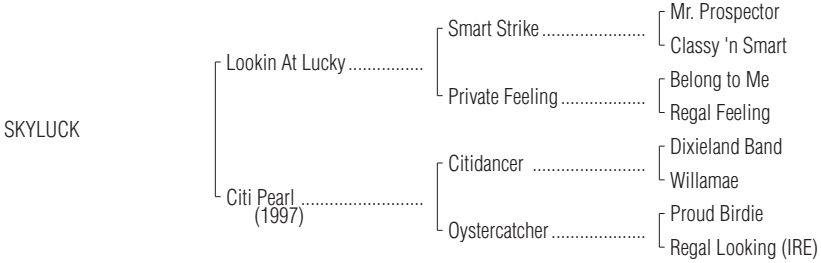 Mr. Prospector
Smart Strike......................
Classy 'n Smart
Lookin At Lucky................
Belong to Me
Private Feeling..................
Regal Feeling
SKYLUCK
Dixieland Band
Citidancer ........................
Willamae
Citi Pearl ..........................
(1997)
Proud Birdie
Oystercatcher....................
Regal Looking (IRE)